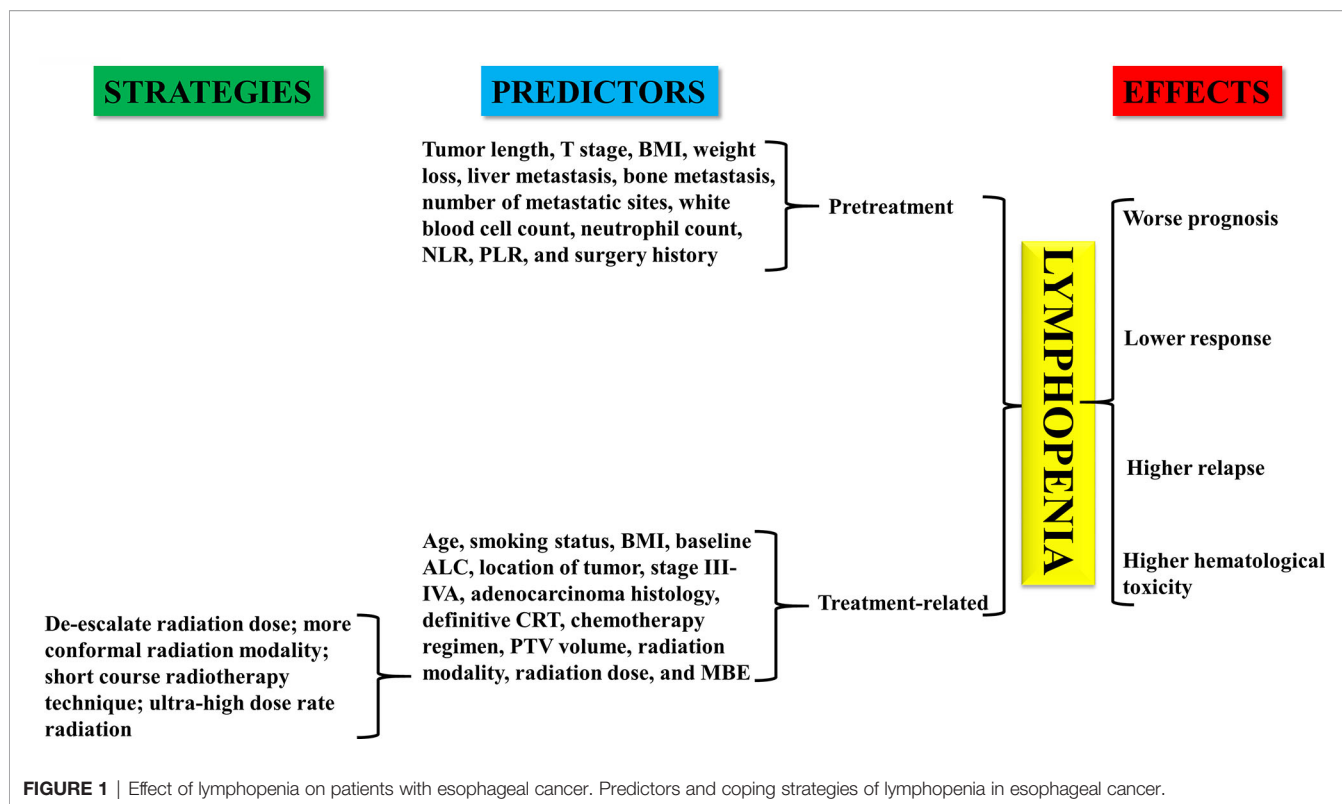 STRATEGIES
PREDICTORS
EFFECTS
Tumor length, T stage, BMI, weight
loss, liver metastasis, bone metastasis,
number of metastatic sites, white
blood cell count, neutrophil count,
NLR, PLR, and surgery history
Pretreatment
Age, smoking status, BMI, baseline
ALC, location of tumor, stage III-
IVA, adenocarcinoma histology,
definitive CRT, chemotherapy
regimen, PTV volume, radiation
modality, radiation dose, and MBE
Treatment-related
De-escalate radiation dose; more
conformal radiation modality;
short course radiotherapy
technique; ultra-high dose rate
radiation
LYMPHOPENIA
Worse prognosis
Lower response
Higher relapse
Higher hematological
toxicity
FIGURE 1 | Effect of lymphopenia on patients with esophageal cancer. Predictors and coping strategies of lymphopenia in esophageal cancer.